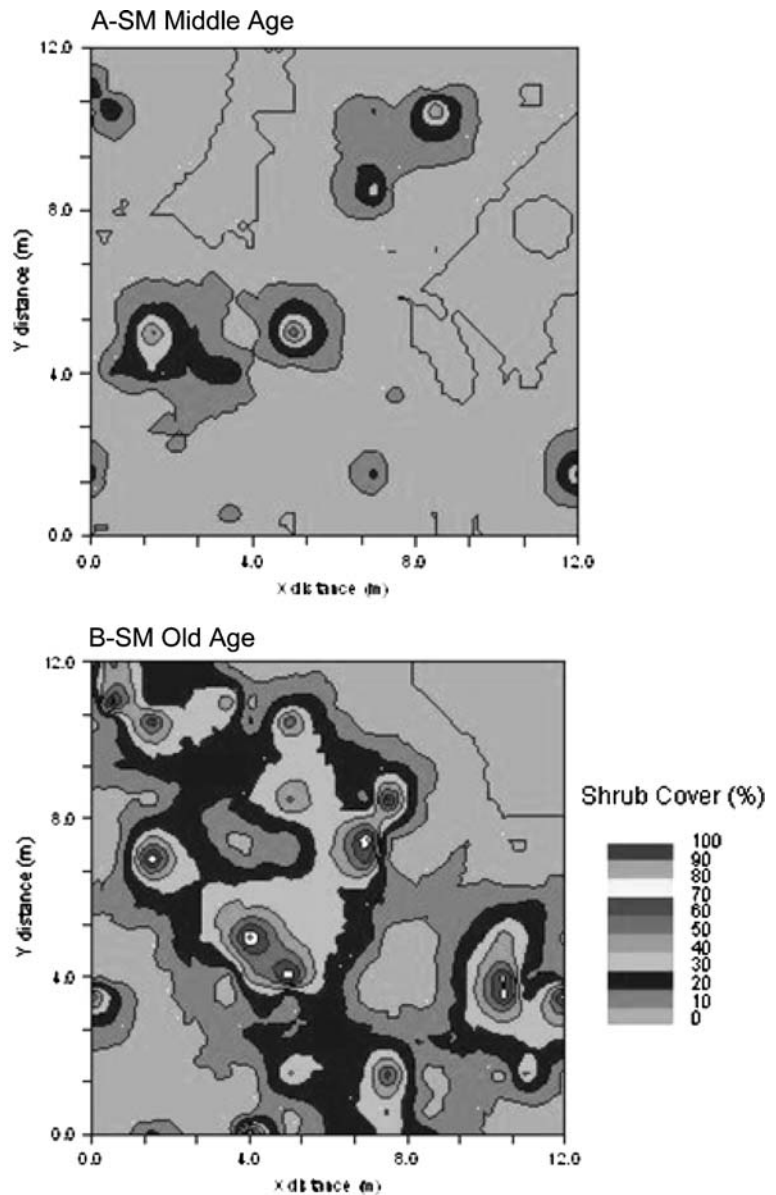 A-SM Middle Age
12.0
8.0
4.0
0.0
Y distance (m)
0.0 4.0 8.0 12.0
X distance (m)
B-SM Old Age
12.0
8.0
4.0
0.0
Y distance (m)
0.0 4.0 8.0 12.0
X distance (m)
Shrub Cover (%)
100
90
80
70
60
50
40
30
20
10
0